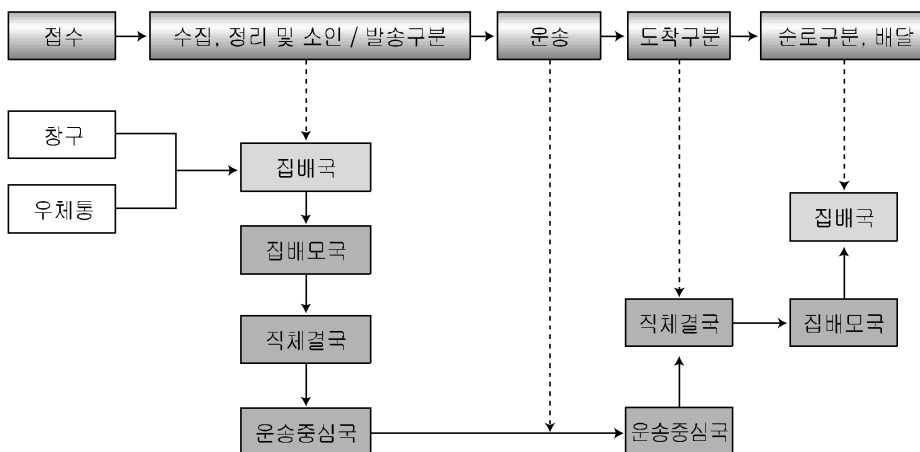 접수
수집, 정리 및 소인 / 발송구분
운송
도착구분
순로구분, 배달
창구
우체통
집배국
집배모국
직체결국
운송중심국
직체결국
운송중심국
집배모국
집배국